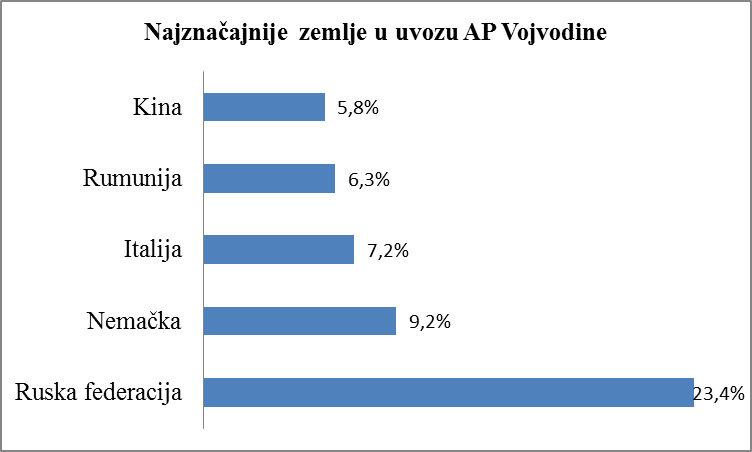 Najznačajnije zemlje u uvozu AP Vojvodine
Kina 5,8%
Rumunija 6,3%
Italija 7,2%
Nemačka 9,2%
Ruska federacija 23,4%